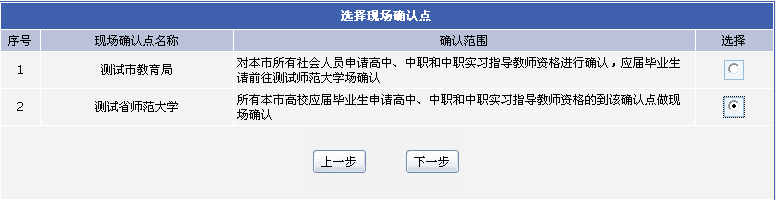 选择现场确认点
序号 现场确认点名称 确认范围 选择
1 测试市教育局 对本市所有社会人员申请高中、中职和中职实习指导教师资格进行确认，应届毕业生
请前往测试师范大学场确认
2 测试省师范大学 所有本市高校应届毕业生申请高中、中职和中职实习指导教师资格的到该确认点做现
场确认
上一步 下一步